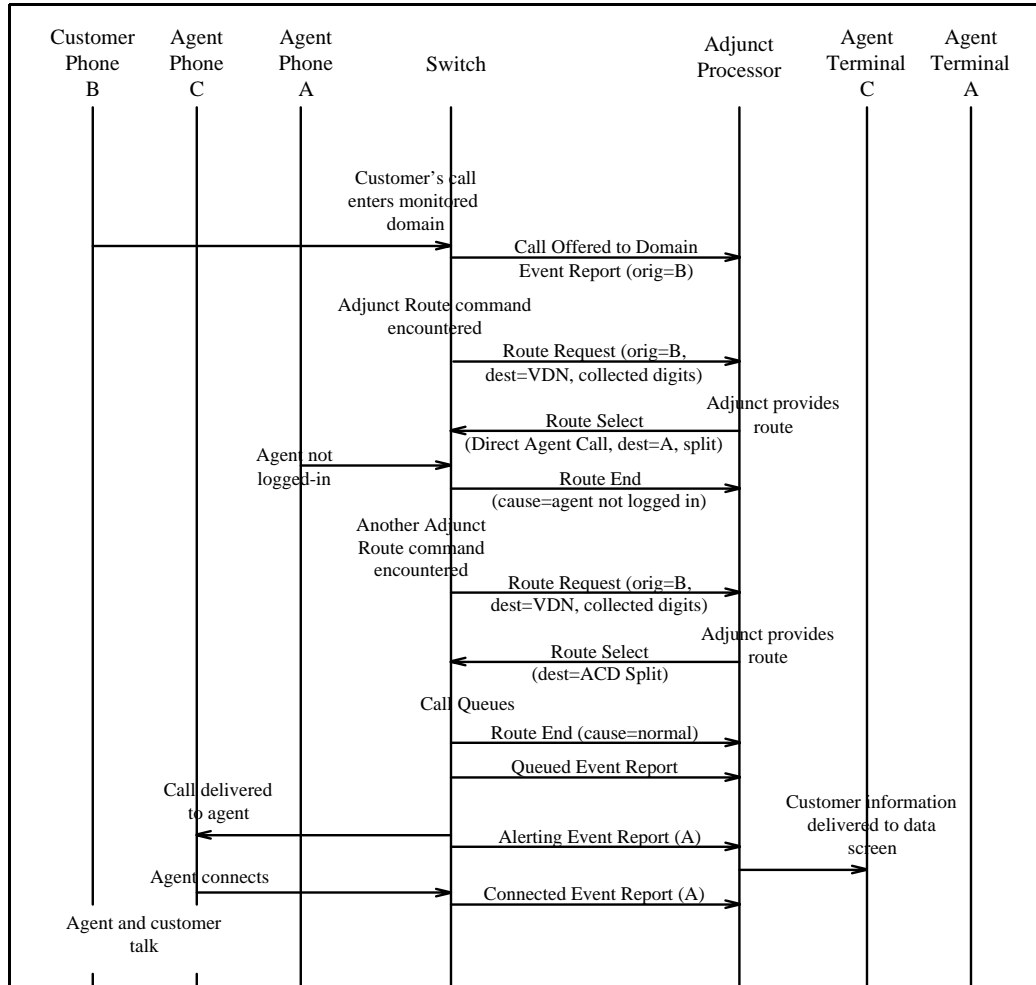 Customer
Phone
B
Agent
Phone
C
Agent
Phone
A
Switch
Adjunct
Processor
Agent
Terminal
C
Agent
Terminal
A
Customer's call
enters monitored
domain
Call Offered to Domain
Event Report (orig=B)
Adjunct Route command
encountered
Route Request (orig=B,
dest=VDN, collected digits)
Adjunct provides
route
Route Select
(Direct Agent Call, dest=A, split)
Agent not
logged-in
Route End
(cause=agent not logged in)
Another Adjunct
Route command
encountered
Route Request (orig=B,
dest=VDN, collected digits)
Adjunct provides
route
Route Select
(dest=ACD Split)
Call Queues
Route End (cause=normal)
Queued Event Report
Call delivered
to agent
Customer information
delivered to data
screen
Alerting Event Report (A)
Agent connects
Connected Event Report (A)
Agent and customer
talk